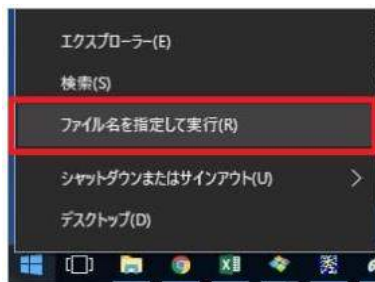 エクスプローラー(E)
検索(S)
ファイル名を指定して実行(R)
シャットダウンまたはサインアウト(U)
デスクトップ(D)
秀